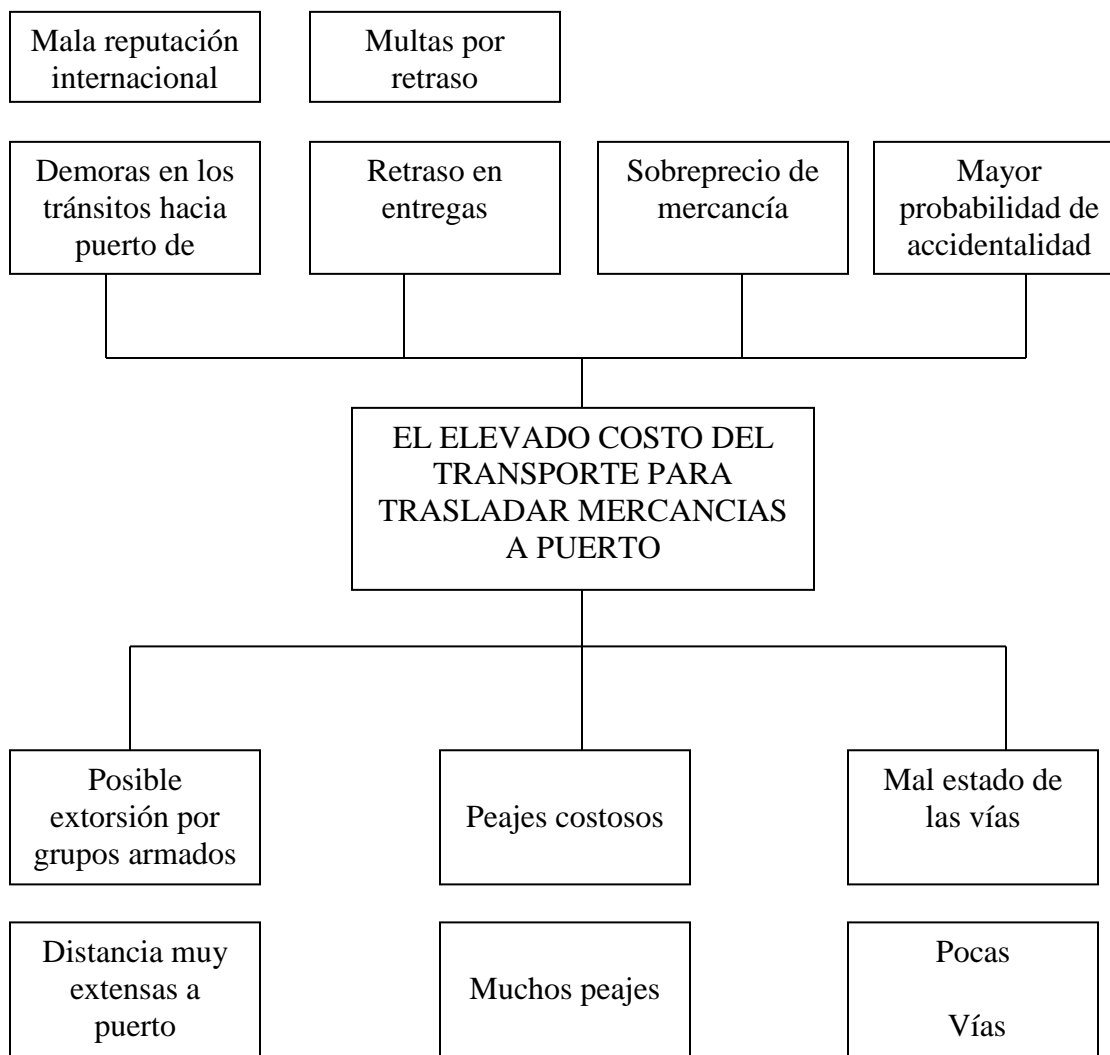 Mala reputación
internacional
Multas por
retraso
Demoras en los
tránsitos hacia
puerto de
Retraso en
entregas
Sobreprecio de
mercancía
Mayor
probabilidad de
accidentalidad
EL ELEVADO COSTO DEL
TRANSPORTE PARA
TRASLADAR MERCANCIAS
A PUERTO
Posible
extorsión por
grupos armados
Peajes costosos
Mal estado de
las vías
Distancia muy
extensas a
puerto
Muchos peajes
Pocas
Vías